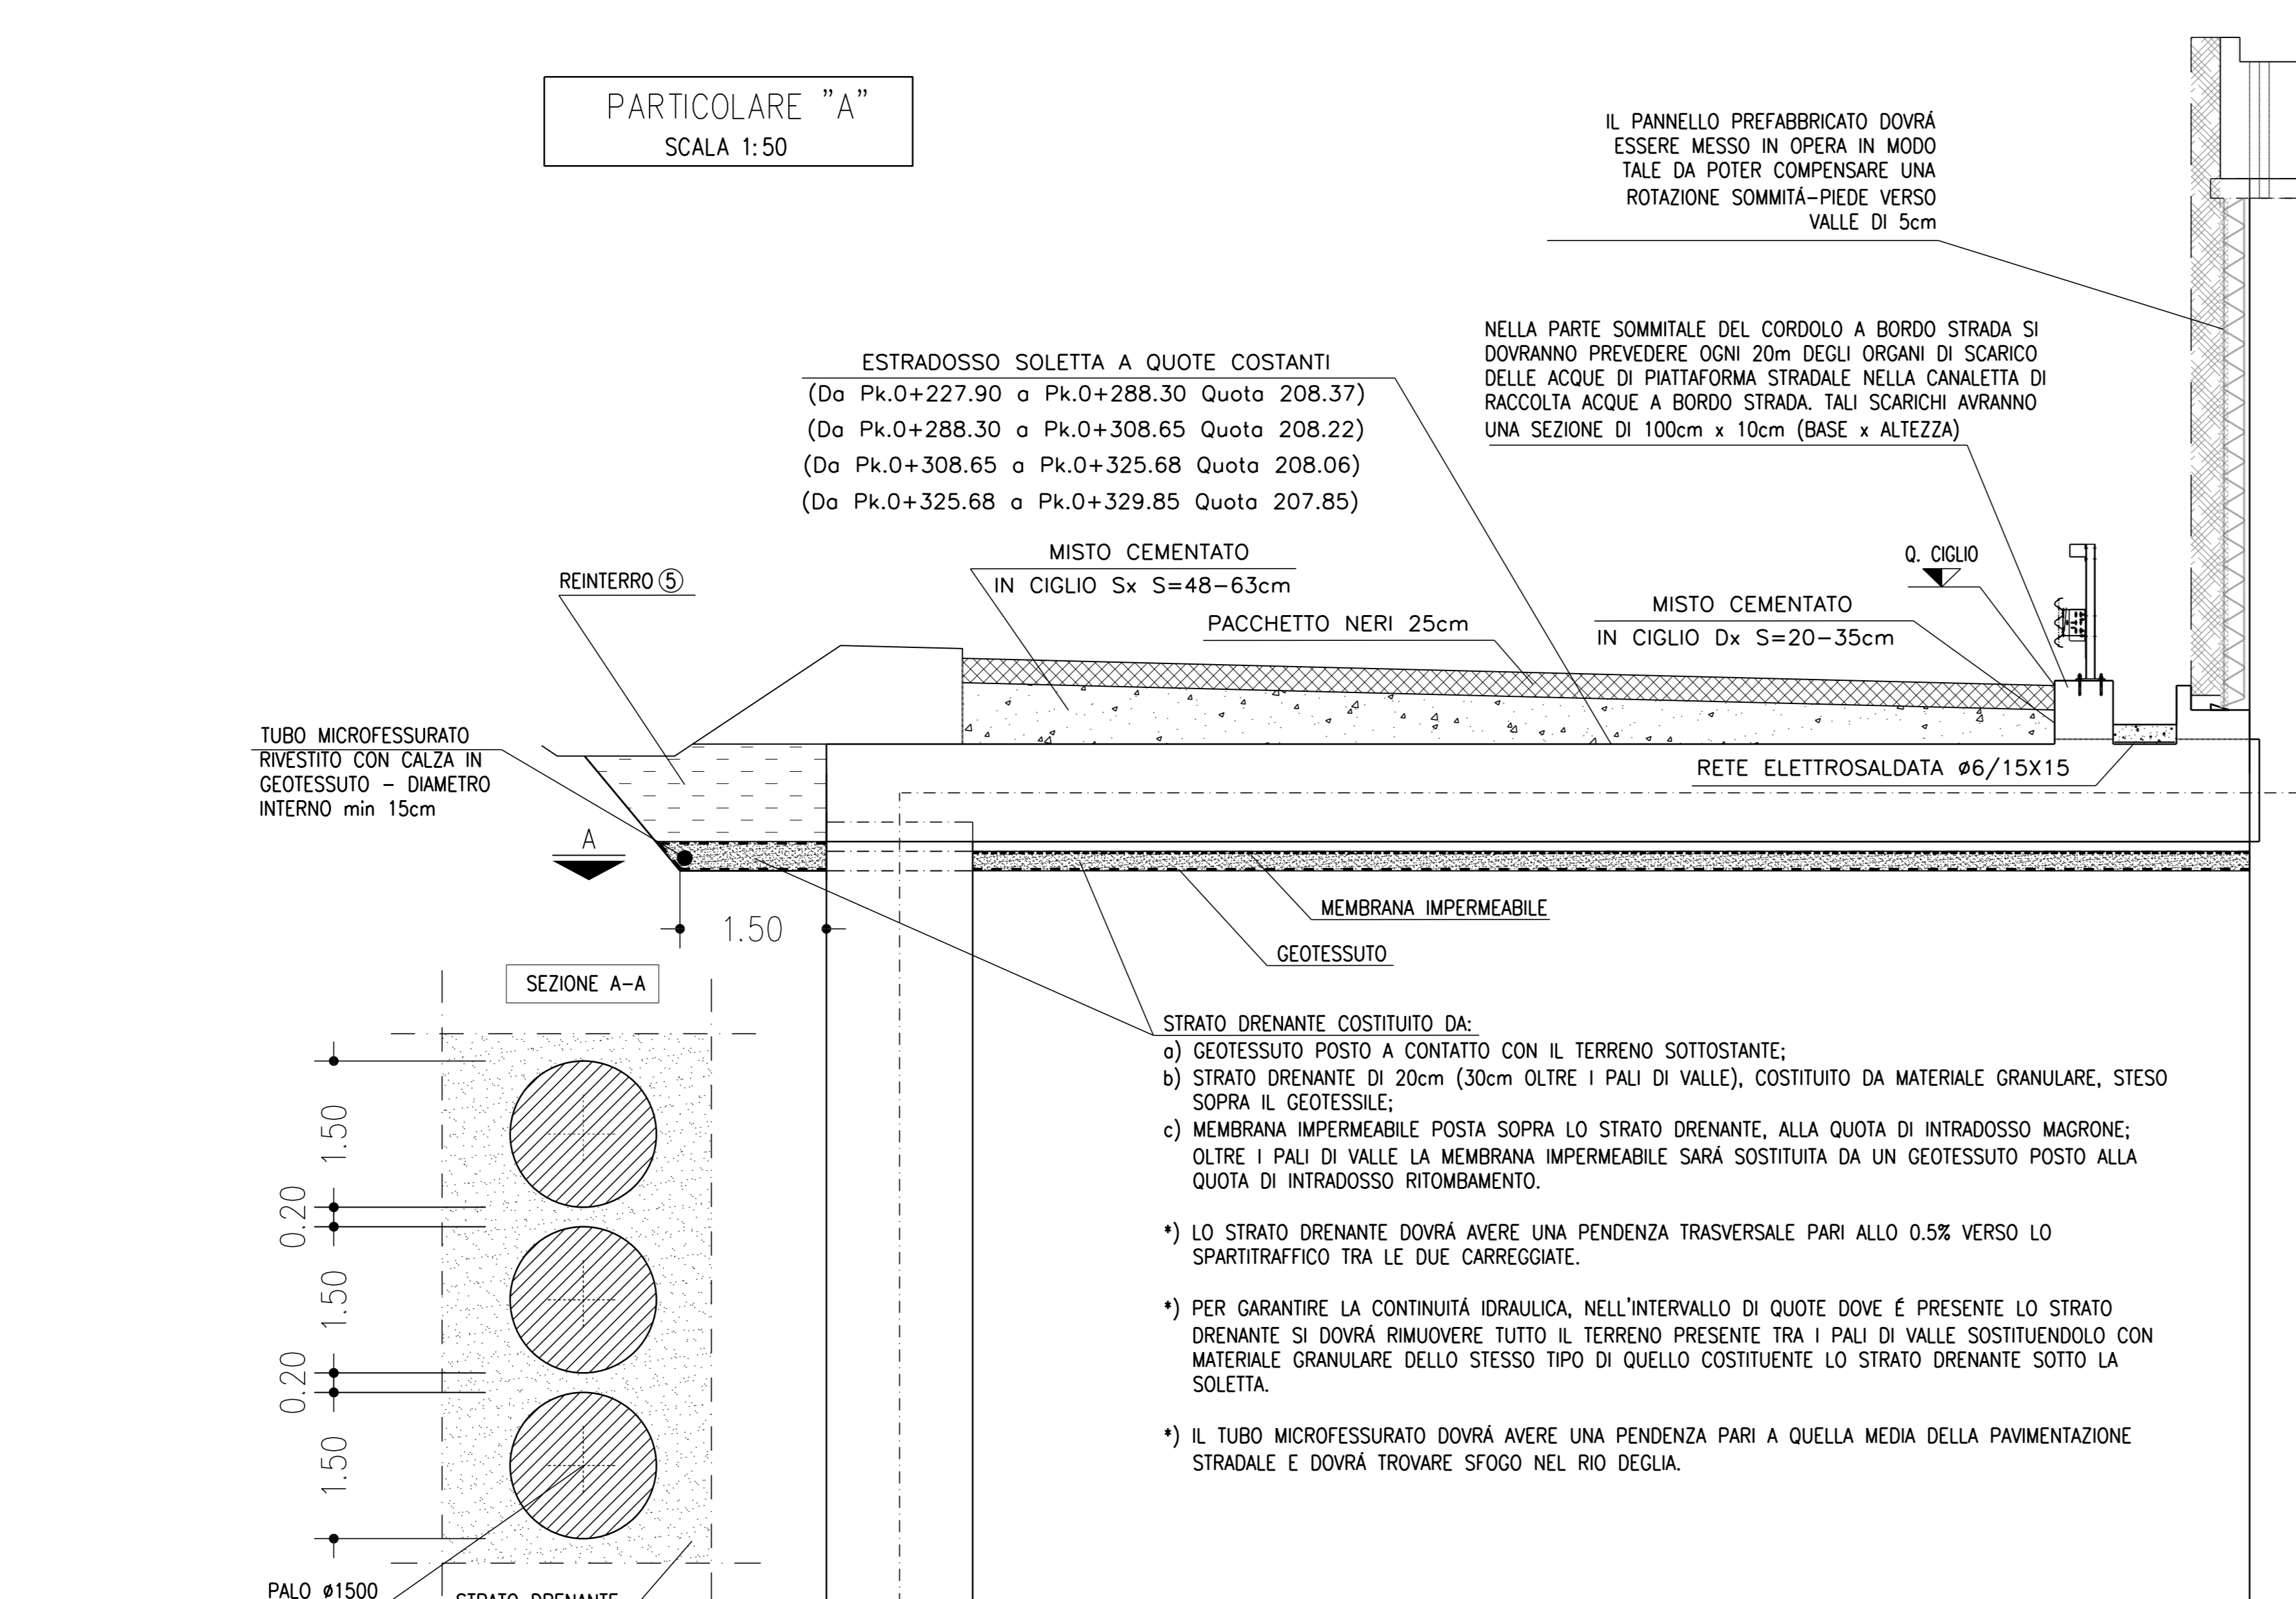 PARTICOLARE "A"
SCALA 1:50
IL PANNELLO PREFABBRICATO DOVRÁ
ESSERE MESSO IN OPERA IN MODO
TALE DA POTER COMPENSARE UNA
ROTAZIONE SOMMITÁ-PIEDE VERSO
VALLE DI 5cm
NELLA PARTE SOMMITALE DEL CORDOLO A BORDO STRADA SI
DOVRANNO PREVEDERE OGNI 20m DEGLI ORGANI DI SCARICO
DELLE ACQUE DI PIATTAFORMA STRADALE NELLA CANALETTA DI
RACCOLTA ACQUE A BORDO STRADA. TALI SCARICHI AVRANNO
UNA SEZIONE DI 100cm x 10cm (BASE x ALTEZZA)
ESTRADOSSO SOLETTA A QUOTE COSTANTI
(Da Pk.0+227.90 a Pk.0+288.30 Quota 208.37)
(Da Pk.0+288.30 a Pk.0+308.65 Quota 208.22)
(Da Pk.0+308.65 a Pk.0+325.68 Quota 208.06)
(Da Pk.0+325.68 a Pk.0+329.85 Quota 207.85)
REINTERRO 5
MISTO CEMENTATO
IN CIGLIO Sx S=48-63cm
PACCHETTO NERI 25cm
Q. CIGLIO
MISTO CEMENTATO
IN CIGLIO Dx S=20-35cm
TUBO MICROFESSURATO
RIVESTITO CON CALZA IN
GEOTESSUTO - DIAMETRO
INTERNO min 15cm
RETE ELETTROSALDATA ø6/15X15
A
1.50
MEMBRANA IMPERMEABILE
GEOTESSUTO
SEZIONE A-A
1.50
0.20
1.50
0.20
1.50
PALO ø1500
STRATO DRENANTE
STRATO DRENANTE COSTITUITO DA:
a) GEOTESSUTO POSTO A CONTATTO CON IL TERRENO SOTTOSTANTE;
b) STRATO DRENANTE DI 20cm (30cm OLTRE I PALI DI VALLE), COSTITUITO DA MATERIALE GRANULARE, STESO
SOPRA IL GEOTESSILE;
c) MEMBRANA IMPERMEABILE POSTA SOPRA LO STRATO DRENANTE, ALLA QUOTA DI INTRADOSSO MAGRONE;
OLTRE I PALI DI VALLE LA MEMBRANA IMPERMEABILE SARÁ SOSTITUITA DA UN GEOTESSUTO POSTO ALLA
QUOTA DI INTRADOSSO RITOMBAMENTO.
*) LO STRATO DRENANTE DOVRÁ AVERE UNA PENDENZA TRASVERSALE PARI ALLO 0.5% VERSO LO
SPARTITRAFFICO TRA LE DUE CARREGGIATE.
*) PER GARANTIRE LA CONTINUITÁ IDRAULICA, NELL'INTERVALLO DI QUOTE DOVE É PRESENTE LO STRATO
DRENANTE SI DOVRÁ RIMUOVERE TUTTO IL TERRENO PRESENTE TRA I PALI DI VALLE SOSTITUENDOLO CON
MATERIALE GRANULARE DELLO STESSO TIPO DI QUELLO COSTITUENTE LO STRATO DRENANTE SOTTO LA
SOLETTA.
*) IL TUBO MICROFESSURATO DOVRÁ AVERE UNA PENDENZA PARI A QUELLA MEDIA DELLA PAVIMENTAZIONE
STRADALE E DOVRÁ TROVARE SFOGO NEL RIO DEGLIA.